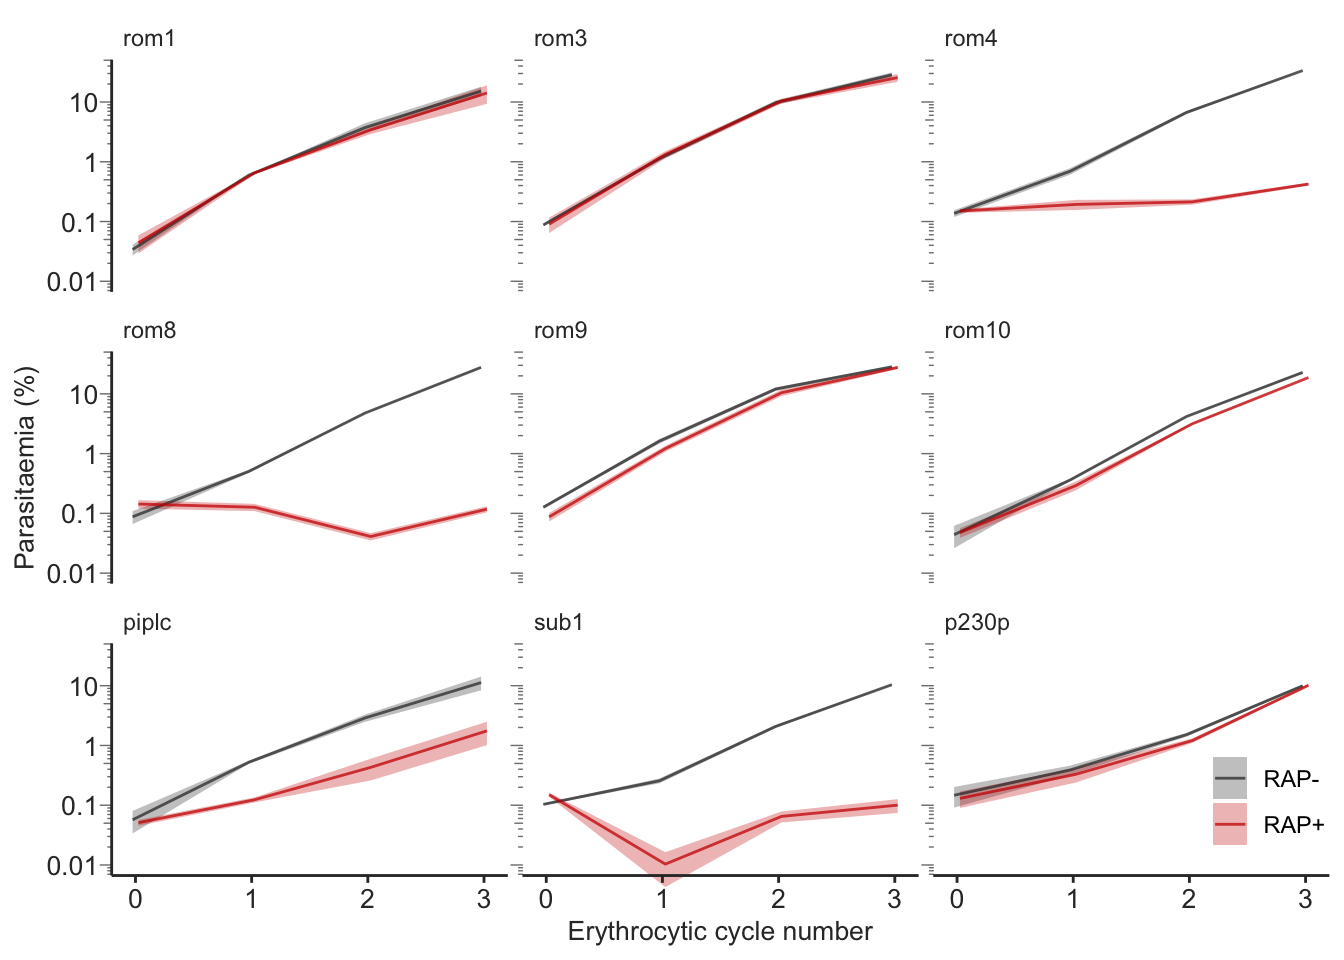 rom1 rom3 rom4
10
1
0.1
0.01
rom8 rom9 rom10
10
1
0.1
0.01
Parasitaemia (%)
piplc sub1 p230p
10
1
0.1
0.01
RAP-
RAP+
0 1 2 3 0 1 2 3 0 1 2 3
Erythrocytic cycle number